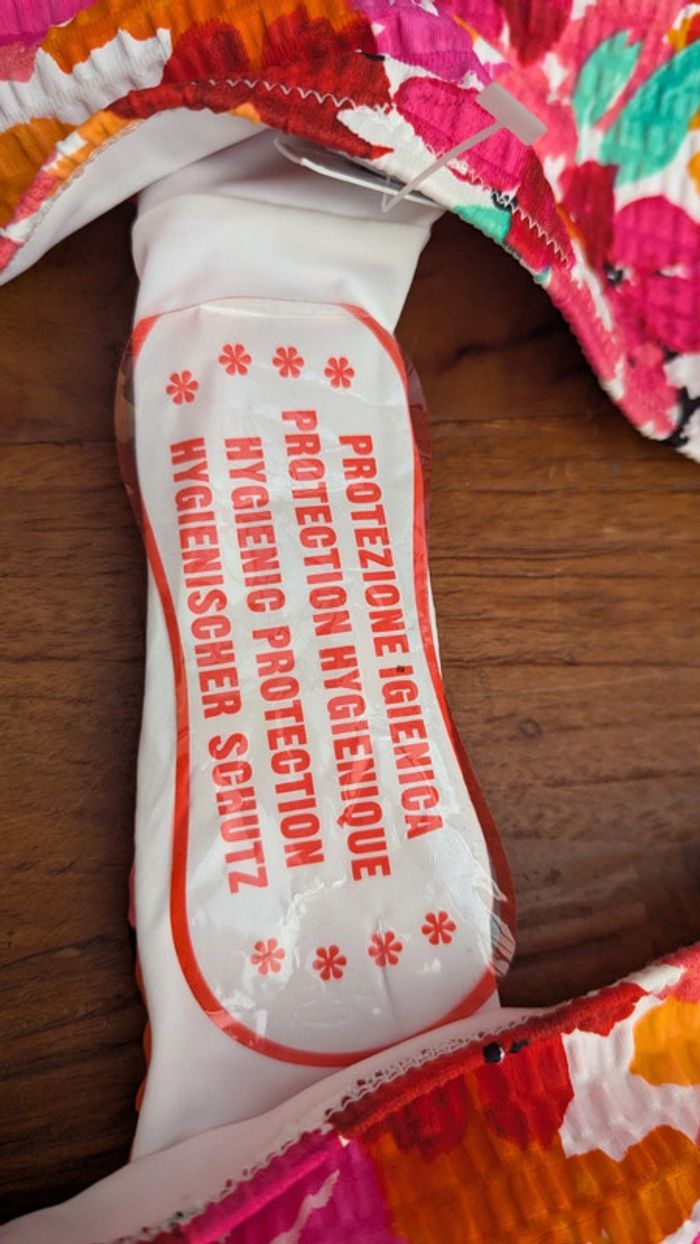 PROTEZIONE IGIENICA
PROTECTION HYGIENIQUE
HYGIENIC PROTECTION
HYGIENISCHER SCHUTZ